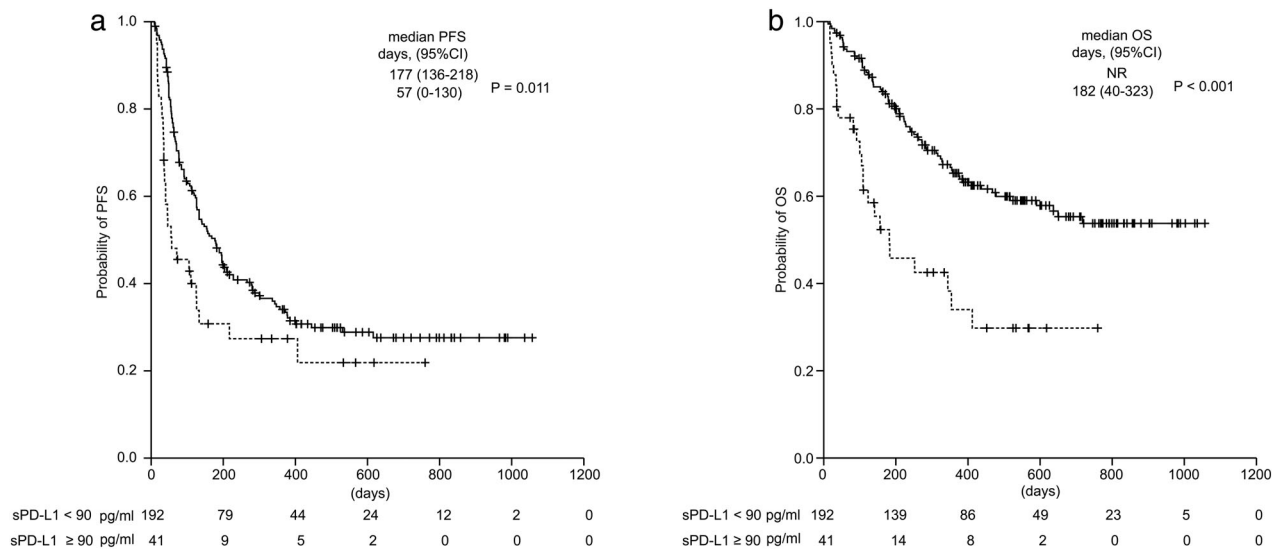 a
median PFS
days, (95%CI)
177 (136-218)
57 (0-130)
P = 0.011
Probability of PFS
1.0
0.8
0.6
0.4
0.2
0.0
0 200 400 600 800 1000 1200
(days)
sPD-L1 < 90 pg/ml 192 79 44 24 12 2 0
sPD-L1 ≥ 90 pg/ml 41 9 5 2 0 0 0
b
median OS
days, (95%CI)
NR
182 (40-323)
P < 0.001
Probability of OS
1.0
0.8
0.6
0.4
0.2
0.0
0 200 400 600 800 1000 1200
(days)
sPD-L1 < 90 pg/ml 192 139 86 49 23 5 0
sPD-L1 ≥ 90 pg/ml 41 14 8 2 0 0 0